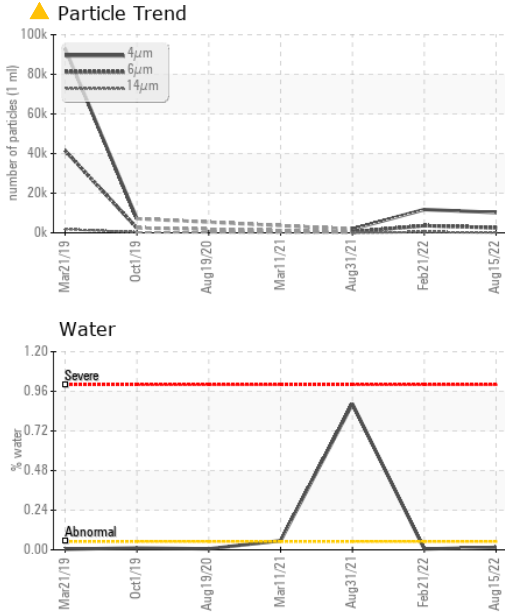 Particle Trend
number of particles (1 ml)
100k
80k
60k
40k
20k
0k
4µm
6µm
14µm
Mar21/19
Oct1/19
Aug19/20
Mar11/21
Aug31/21
Feb21/22
Aug15/22
Water
% water
1.20
0.96
0.72
0.48
0.24
0.00
Severe
Abnormal
Mar21/19
Oct1/19
Aug19/20
Mar11/21
Aug31/21
Feb21/22
Aug15/22